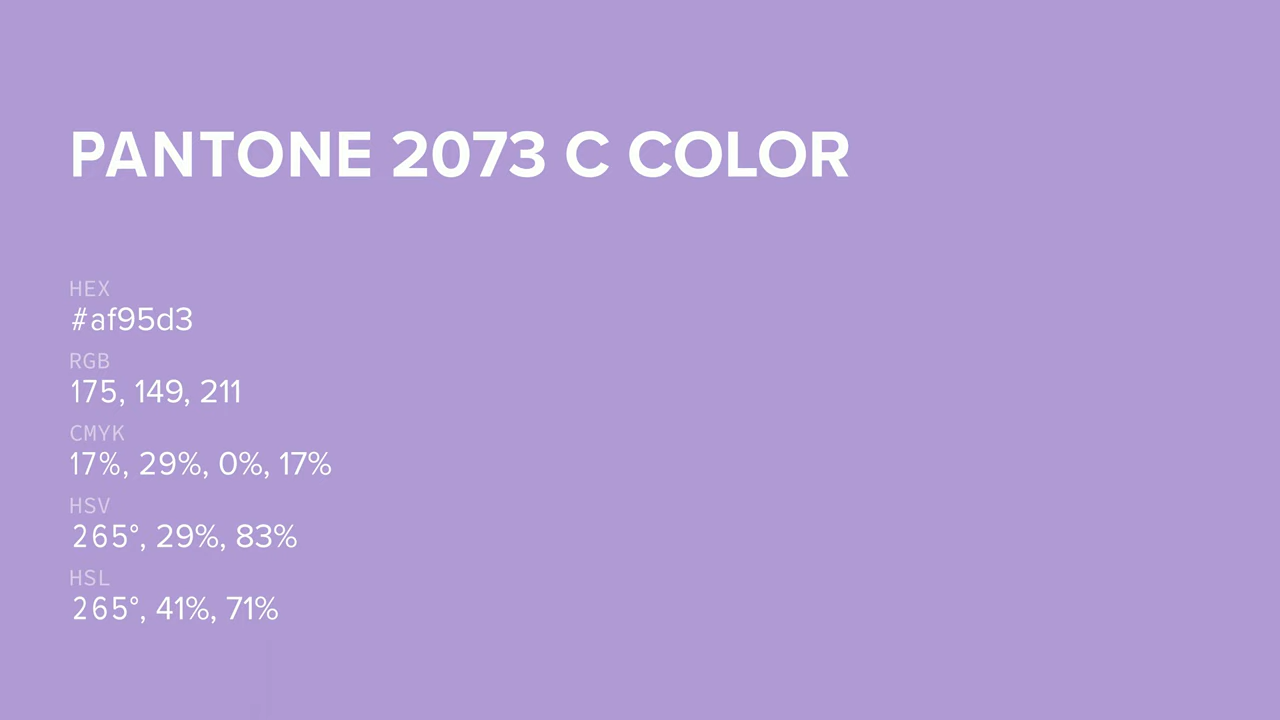 PANTONE 2073 C COLOR
HEX
#af95d3
RGB
175, 149, 211
CMYK
17%, 29%, 0%, 17%
HSV
265°, 29%, 83%
HSL
265°, 41%, 71%